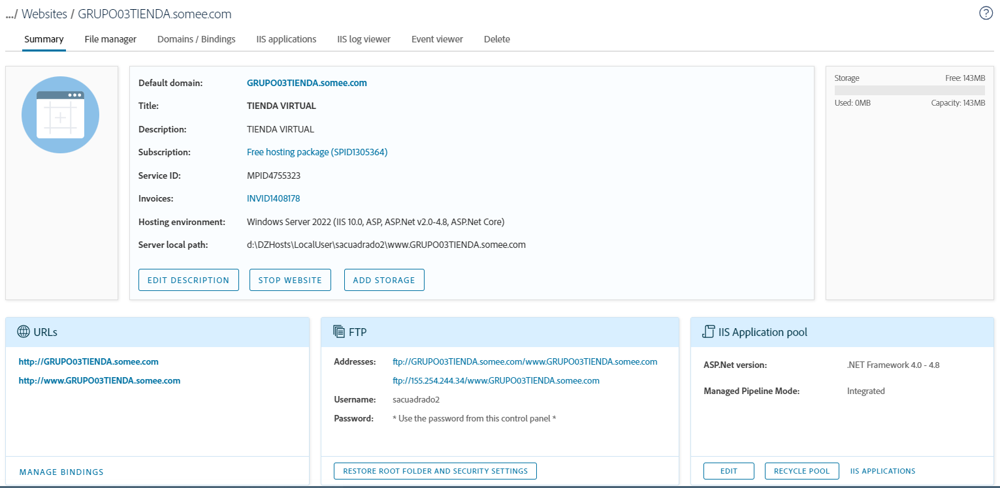 .../ Websites / GRUPO03TIENDA.somee.com
?
Summary File manager Domains / Bindings IIS applications IIS log viewer Event viewer Delete
Default domain: GRUPO03TIENDA.somee.com
Title: TIENDA VIRTUAL
Description: TIENDA VIRTUAL
Subscription: Free hosting package (SPID1305364)
Service ID: MPID4755323
Invoices: INVID1408178
Hosting environment: Windows Server 2022 (IIS 10.0, ASP, ASP.Net v2.0-4.8, ASP.Net Core)
Server local path: d:\DZHosts\LocalUser\sacuadrado2\www.GRUPO03TIENDA.somee.com
EDIT DESCRIPTION STOP WEBSITE ADD STORAGE
Storage Free: 143MB
Used: 0MB Capacity: 143MB
URLs
http://GRUPO03TIENDA.somee.com
http://www.GRUPO03TIENDA.somee.com
MANAGE BINDINGS
FTP
Addresses: ftp://GRUPO03TIENDA.somee.com/www.GRUPO03TIENDA.somee.com
ftp://155.254.244.34/www.GRUPO03TIENDA.somee.com
Username: sacuadrado2
Password: * Use the password from this control panel *
RESTORE ROOT FOLDER AND SECURITY SETTINGS
IIS Application pool
ASP.Net version: .NET Framework 4.0 - 4.8
Managed Pipeline Mode: Integrated
EDIT RECYCLE POOL IIS APPLICATIONS